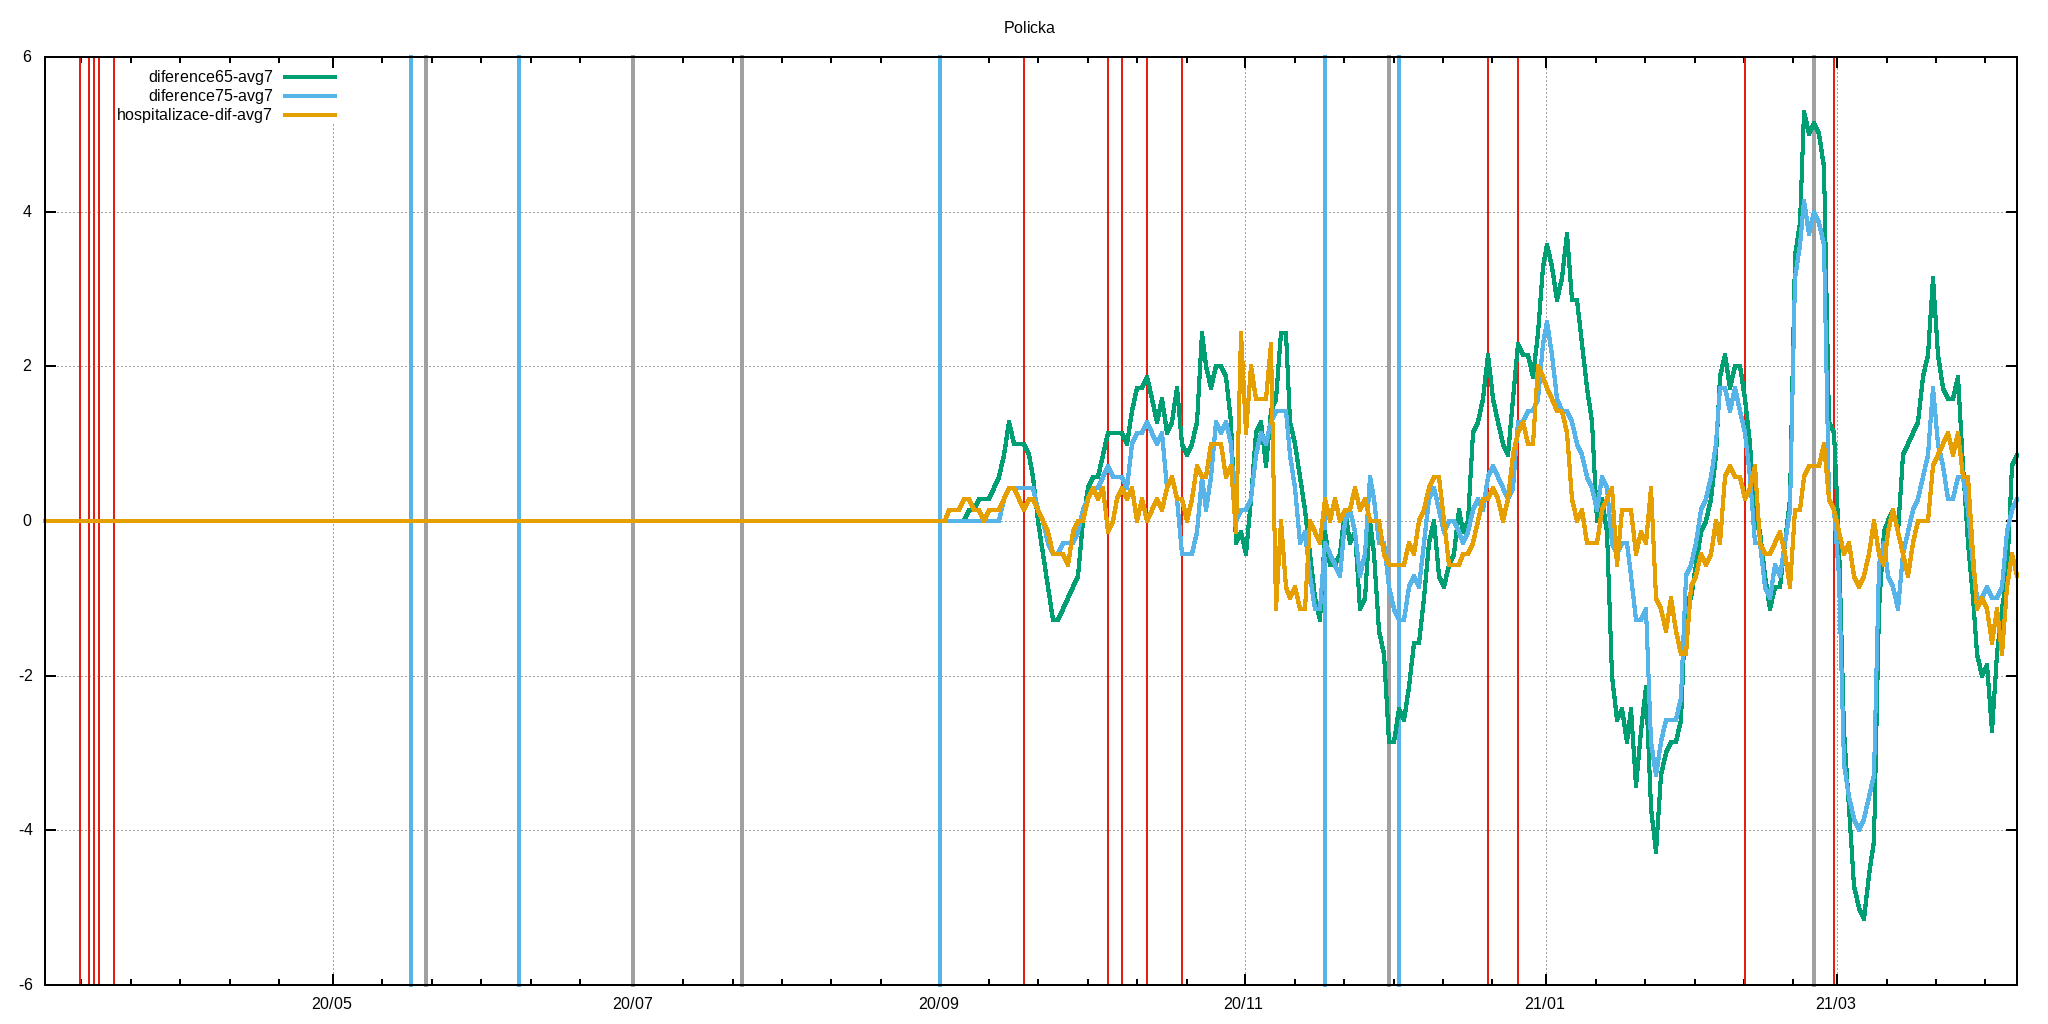 Policka
6
diference65-avg7
diference75-avg7
hospitalizace-dif-avg7
4
2
0
-2
-4
-6
20/05 20/07 20/09 20/11 21/01 21/03